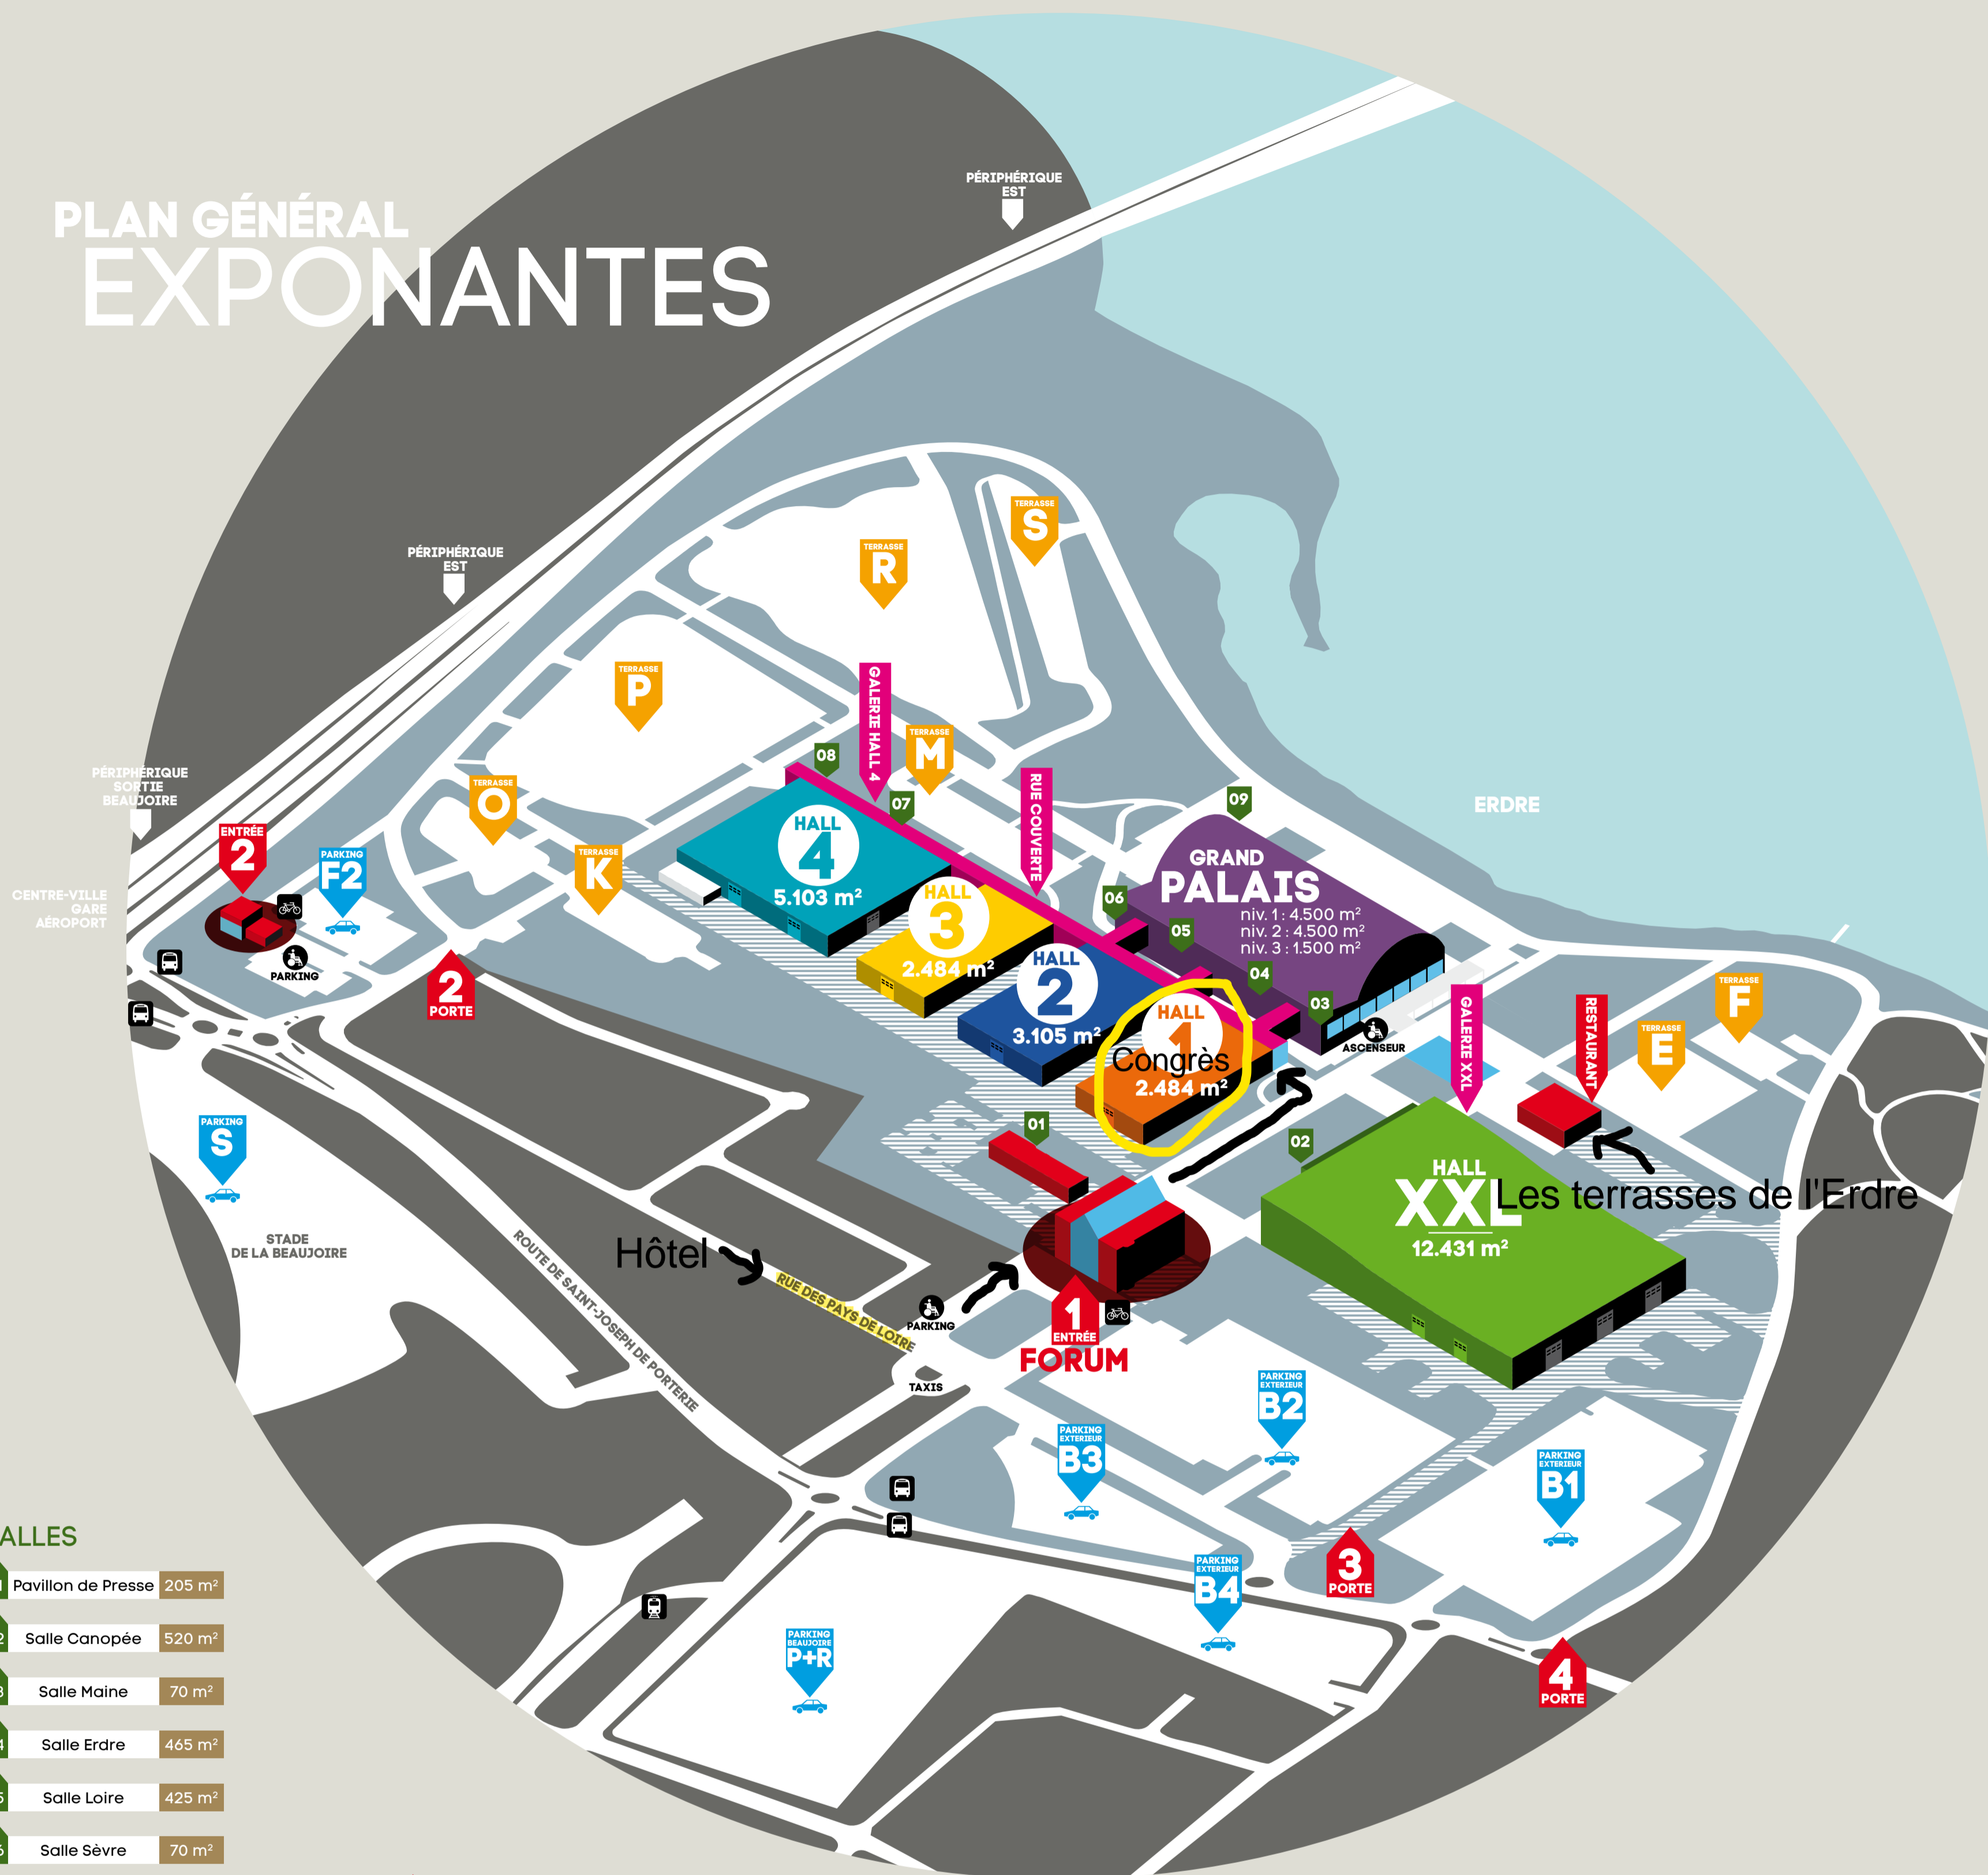 PLAN GÉNÉRAL
EXPONANTES
PÉRIPHÉRIQUE
EST
PÉRIPHÉRIQUE
EST
PÉRIPHÉRIQUE
SORTIE
BEAUJOIRE
CENTRE-VILLE
GARE
AÉROPORT
ERDRE
TERRASSE
S
TERRASSE
R
TERRASSE
P
TERRASSE
M
TERRASSE
O
TERRASSE
K
GALERIE HALL 4
RUE COUVERTE
08
07
09
06
05
04
03
ENTRÉE
2
PARKING
F2
PARKING
2
PORTE
HALL
4
5.103 m²
HALL
3
2.484 m²
HALL
2
3.105 m²
HALL
1
Congrès
2.484 m²
GRAND
PALAIS
niv. 1 : 4.500 m²
niv. 2 : 4.500 m²
niv. 3 : 1.500 m²
ASCENSEUR
GALERIE XXL
RESTAURANT
TERRASSE
E
TERRASSE
F
01
02
HALL
XXL
12.431 m²
Les terrasses de l'Erdre
PARKING
S
STADE
DE LA BEAUJOIRE
ROUTE DE SAINT-JOSEPH DE PORTERIE
Hôtel
RUE DES PAYS DE LOIRE
PARKING
TAXIS
1
ENTRÉE
FORUM
PARKING
EXTERIEUR
B2
PARKING
EXTERIEUR
B3
PARKING
EXTERIEUR
B1
PARKING
EXTERIEUR
B4
3
PORTE
4
PORTE
PARKING
BEAUJOIRE
P+R
ALLES
1 Pavillon de Presse 205 m²
2 Salle Canopée 520 m²
3 Salle Maine 70 m²
4 Salle Erdre 465 m²
5 Salle Loire 425 m²
6 Salle Sèvre 70 m²